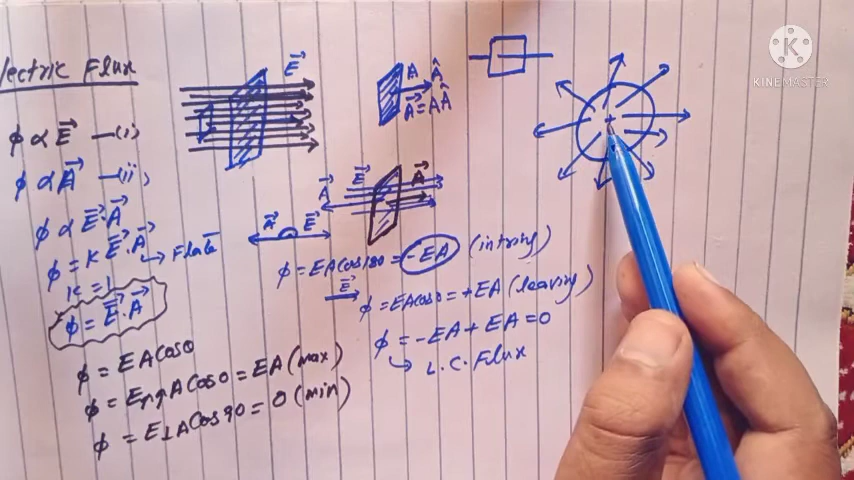 lectric Flux
φ ∝ E⃗ —(i)
φ ∝ A⃗ —(ii)
φ ∝ E⃗.A⃗
φ = K E⃗.A⃗
K = 1
φ = E⃗.A⃗
φ = EACosθ
φ = E∩↑ACos0 = EA (max)
φ = E⊥ACos90 = 0 (min)
E⃗
A Â
A⃗ = AÂ
A⃗ E⃗ A⃗
A⃗ E⃗
φ = EACos180 = -EA (intring)
E⃗
φ = EACos0 = +EA (leaving)
φ = -EA + EA = 0
L.C. Flux
+
K
KINEMASTER